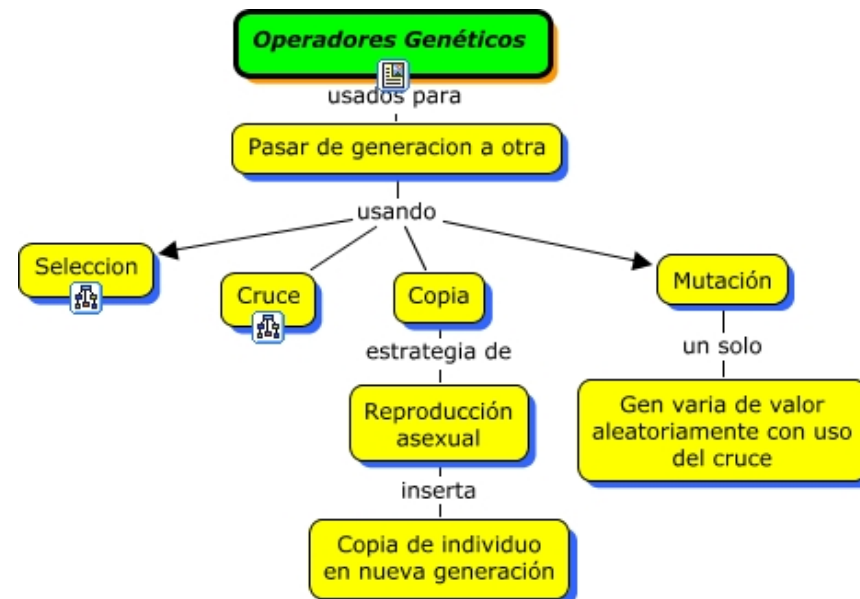 Operadores Genéticos
usados para
Pasar de generacion a otra
usando
Seleccion
Cruce
Copia
Mutación
estrategia de
un solo
Reproducción
asexual
Gen varia de valor
aleatoriamente con uso
del cruce
inserta
Copia de individuo
en nueva generación